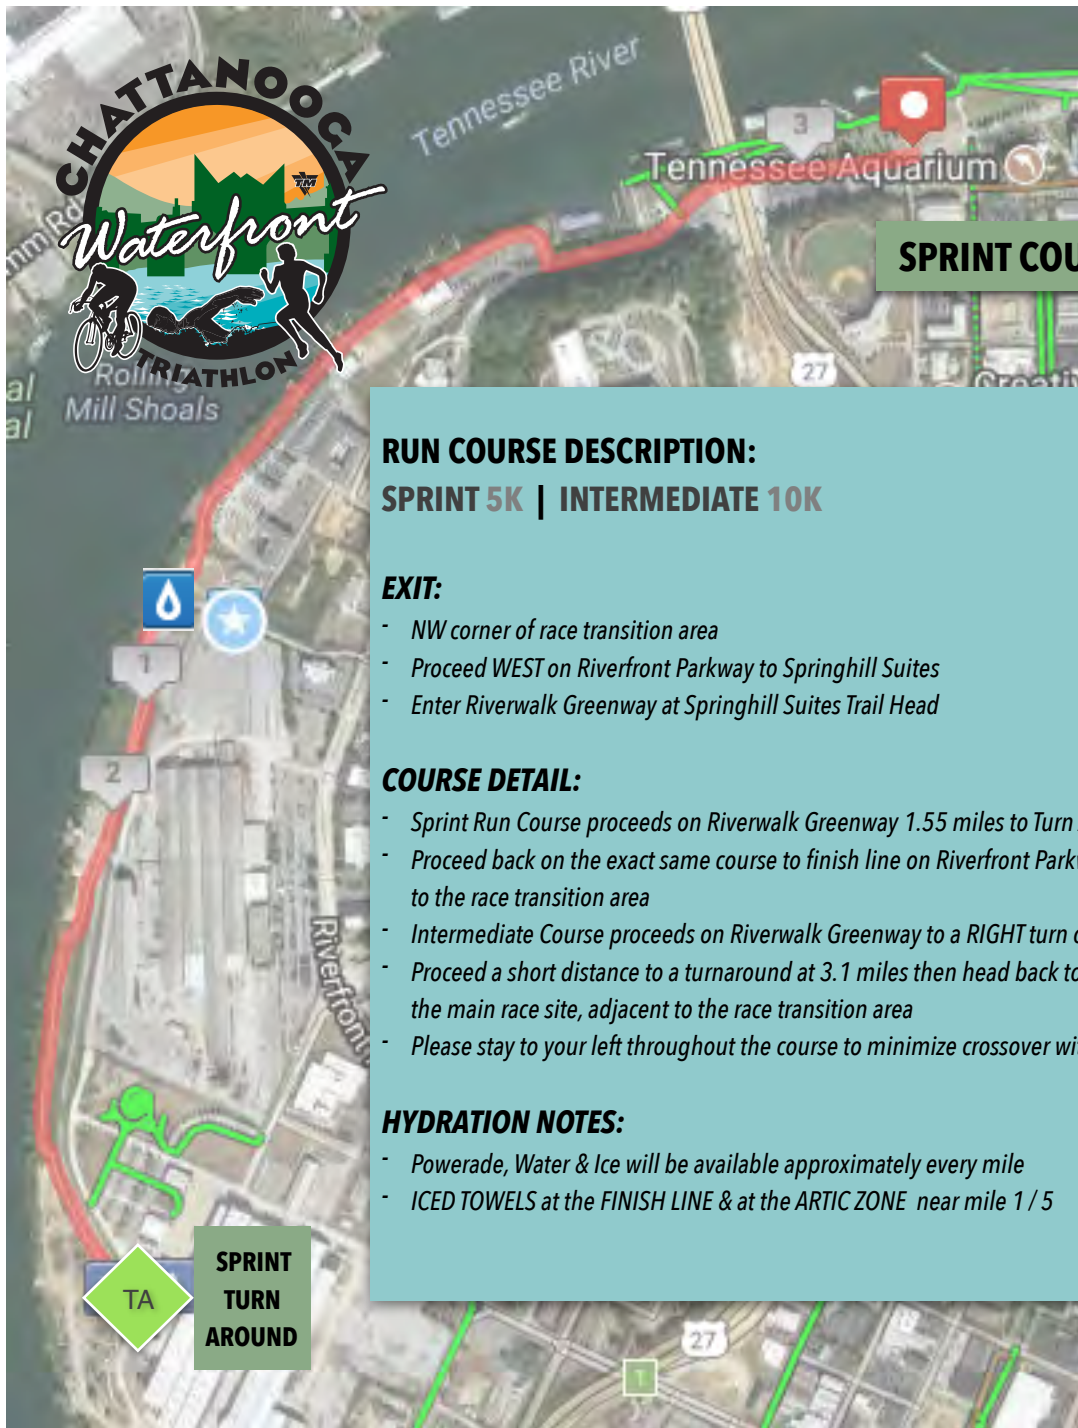 CHATTANOOGA
Waterfront
TM
TRIATHLON
Tennessee River
3
Tennessee Aquarium
SPRINT COU
27
Rolling
Mill Shoals
al
al
RUN COURSE DESCRIPTION:
SPRINT 5K | INTERMEDIATE 10K
EXIT:
- NW corner of race transition area
- Proceed WEST on Riverfront Parkway to Springhill Suites
- Enter Riverwalk Greenway at Springhill Suites Trail Head
1
2
COURSE DETAIL:
- Sprint Run Course proceeds on Riverwalk Greenway 1.55 miles to Turn
- Proceed back on the exact same course to finish line on Riverfront Park
to the race transition area
- Intermediate Course proceeds on Riverwalk Greenway to a RIGHT turn
- Proceed a short distance to a turnaround at 3.1 miles then head back to
the main race site, adjacent to the race transition area
- Please stay to your left throughout the course to minimize crossover wi
Riverfront
HYDRATION NOTES:
- Powerade, Water & Ice will be available approximately every mile
- ICED TOWELS at the FINISH LINE & at the ARTIC ZONE near mile 1 / 5
SPRINT
TURN
AROUND
TA
27
1